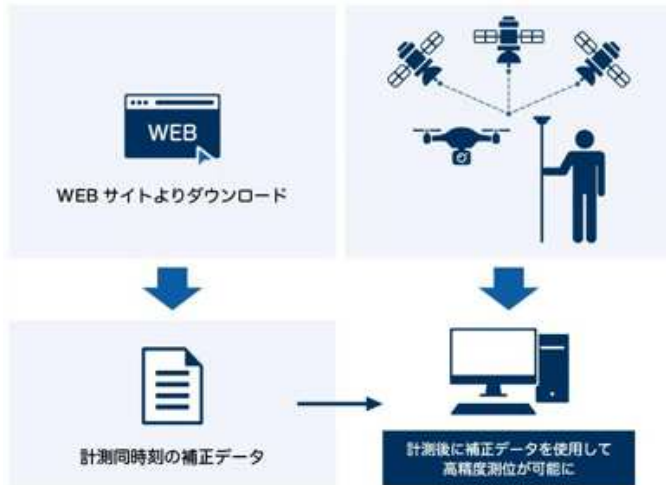 WEB
WEB サイトよりダウンロード
計測同時刻の補正データ
計測後に補正データを使用して
高精度測位が可能に